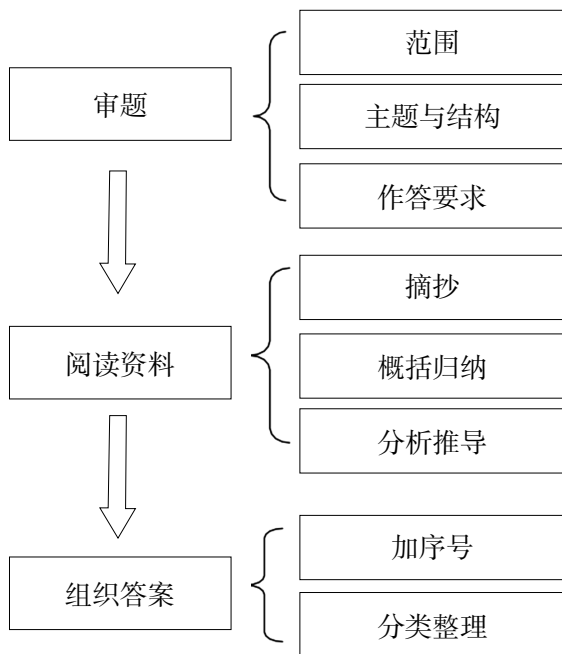 审题
范围
主题与结构
作答要求
阅读资料
摘抄
概括归纳
分析推导
组织答案
加序号
分类整理